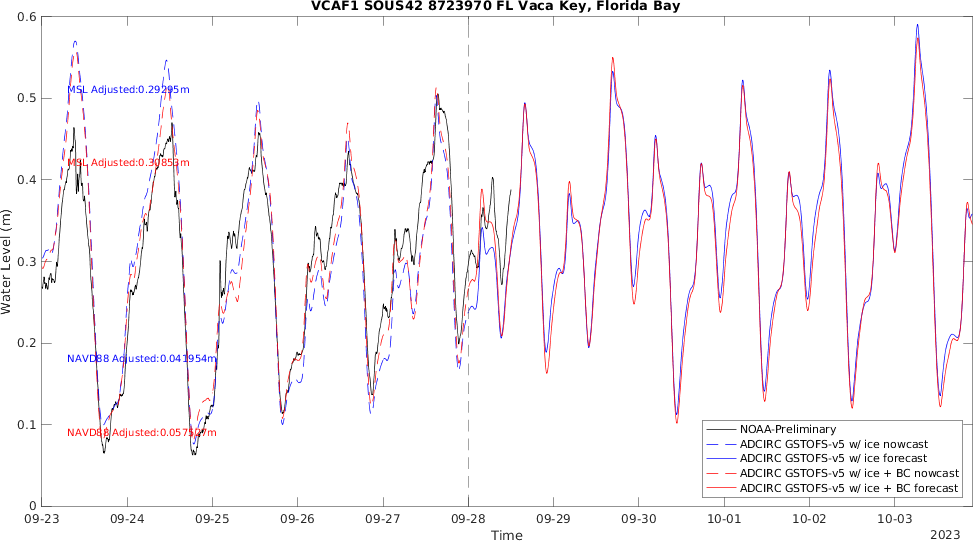 VCAF1 SOUS42 8723970 FL Vaca Key, Florida Bay
0.6
0.5
0.4
0.3
0.2
0.1
0
Water Level (m)
MSL Adjusted:0.29295m
MSL Adjusted:0.30853m
NAVD88 Adjusted:0.041954m
NAVD88 Adjusted:
NOAA-Preliminary
ADCIRC GSTOFS-v5 w/ ice nowcast
ADCIRC GSTOFS-v5 w/ ice forecast
ADCIRC GSTOFS-v5 w/ ice + BC nowcast
ADCIRC GSTOFS-v5 w/ ice + BC forecast
09-23 09-24 09-25 09-26 09-27 09-28 09-29 09-30 10-01 10-02 10-03
Time
2023